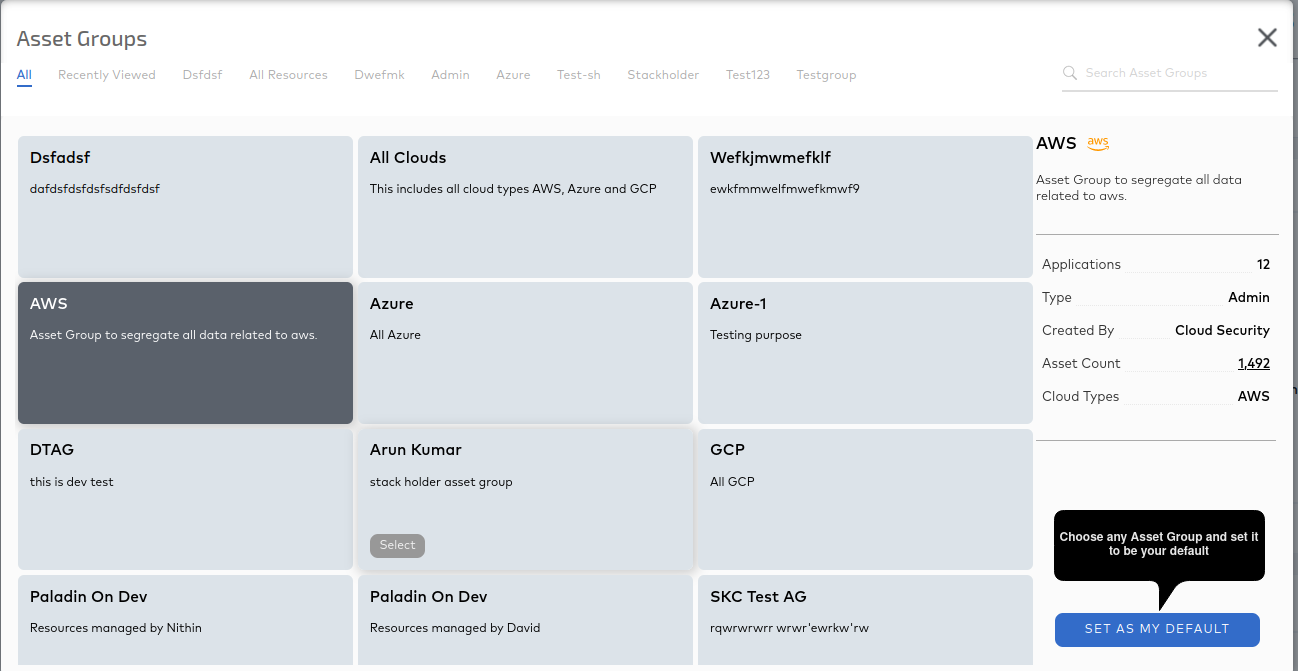 Asset Groups
All Recently Viewed Dsfdsf All Resources Dwefmk Admin Azure Test-sh Stackholder Test123 Testgroup
Search Asset Groups
Dsfadsf
dafdsfdsfdsfsdfdsfdsf
All Clouds
This includes all cloud types AWS, Azure and GCP
Wefkjmwmefklf
ewkfmmwelfmwefkmwf9
AWS
Asset Group to segregate all data related to aws.
Azure
All Azure
Azure-1
Testing purpose
DTAG
this is dev test
Arun Kumar
stack holder asset group
Select
GCP
All GCP
Paladin On Dev
Resources managed by Nithin
Paladin On Dev
Resources managed by David
SKC Test AG
rqwrwrwrr wrwr'ewrkw'rw
AWS aws
Asset Group to segregate all data
related to aws.
Applications 12
Type Admin
Created By Cloud Security
Asset Count 1,492
Cloud Types AWS
Choose any Asset Group and set it
to be your default
SET AS MY DEFAULT